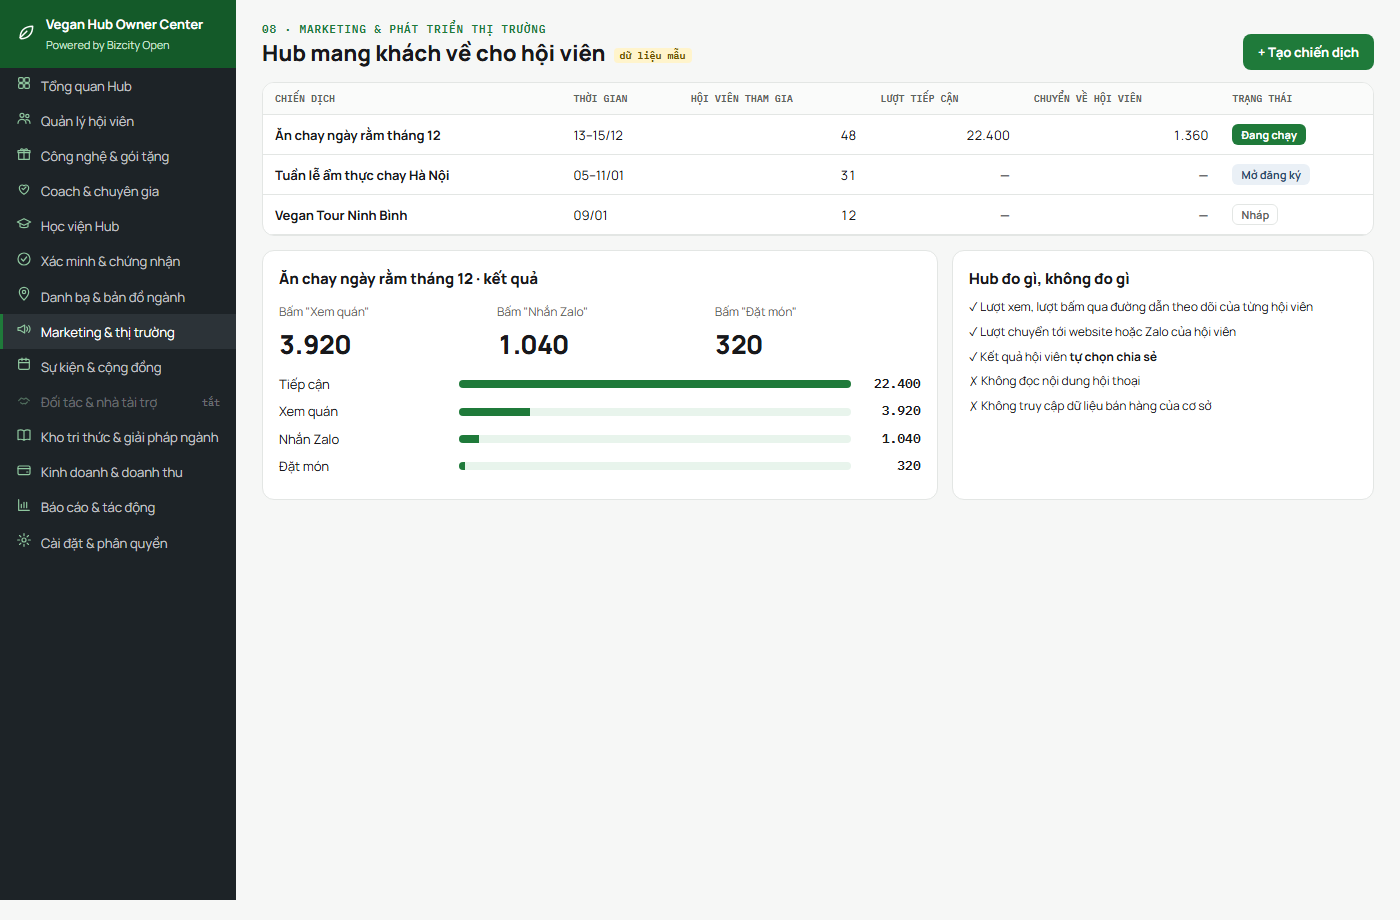 Vegan Hub Owner Center
Powered by Bizcity Open
Tổng quan Hub
Quản lý hội viên
Công nghệ & gói tặng
Coach & chuyên gia
Học viện Hub
Xác minh & chứng nhận
Danh bạ & bản đồ ngành
Marketing & thị trường
Sự kiện & cộng đồng
Đối tác & nhà tài trợ tắt
Kho tri thức & giải pháp ngành
Kinh doanh & doanh thu
Báo cáo & tác động
Cài đặt & phân quyền
08 · MARKETING & PHÁT TRIỂN THỊ TRƯỜNG
Hub mang khách về cho hội viên dữ liệu mẫu
+ Tạo chiến dịch
CHIẾN DỊCH THỜI GIAN HỘI VIÊN THAM GIA LƯỢT TIẾP CẬN CHUYỂN VỀ HỘI VIÊN TRẠNG THÁI
Ăn chay ngày rằm tháng 12 13–15/12 48 22.400 1.360 Đang chạy
Tuần lễ ẩm thực chay Hà Nội 05–11/01 31 — — Mở đăng ký
Vegan Tour Ninh Bình 09/01 12 — — Nháp
Ăn chay ngày rằm tháng 12 · kết quả
Bấm "Xem quán" Bấm "Nhắn Zalo" Bấm "Đặt món"
3.920 1.040 320
Tiếp cận 22.400
Xem quán 3.920
Nhắn Zalo 1.040
Đặt món 320
Hub đo gì, không đo gì
✓ Lượt xem, lượt bấm qua đường dẫn theo dõi của từng hội viên
✓ Lượt chuyển tới website hoặc Zalo của hội viên
✓ Kết quả hội viên tự chọn chia sẻ
✗ Không đọc nội dung hội thoại
✗ Không truy cập dữ liệu bán hàng của cơ sở